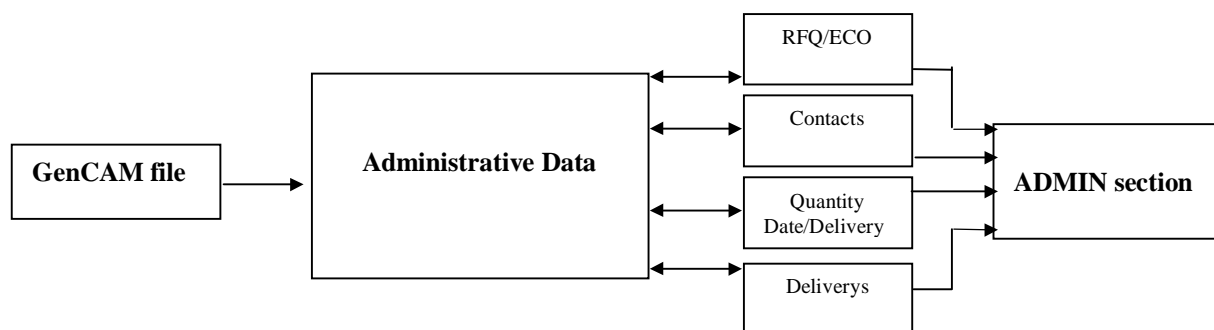 GenCAM file
Administrative Data
RFQ/ECO
Contacts
Quantity
Date/Delivery
Deliverys
ADMIN section